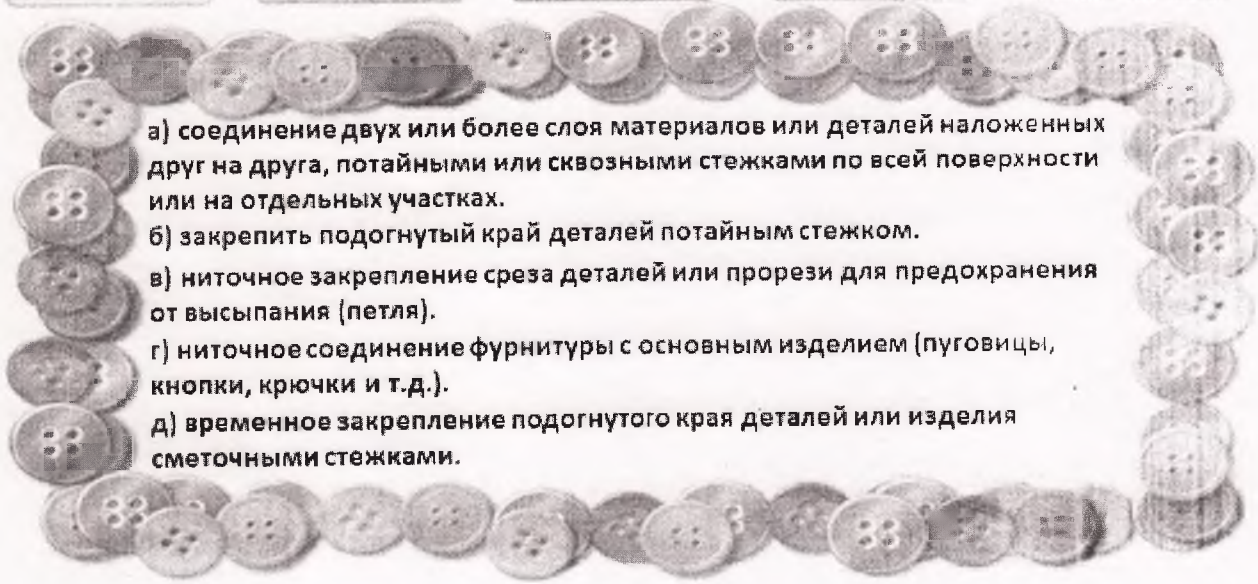 а) соединение двух или более слоя материалов или деталей наложенных
друг на друга, потайными или сквозными стежками по всей поверхности
или на отдельных участках.
б) закрепить подогнутый край деталей потайным стежком.
в) ниточное закрепление среза деталей или прорези для предохранения
от высыпания (петля).
г) ниточное соединение фурнитуры с основным изделием (пуговицы,
кнопки, крючки и т.д.).
д) временное закрепление подогнутого края деталей или изделия
сметочными стежками.